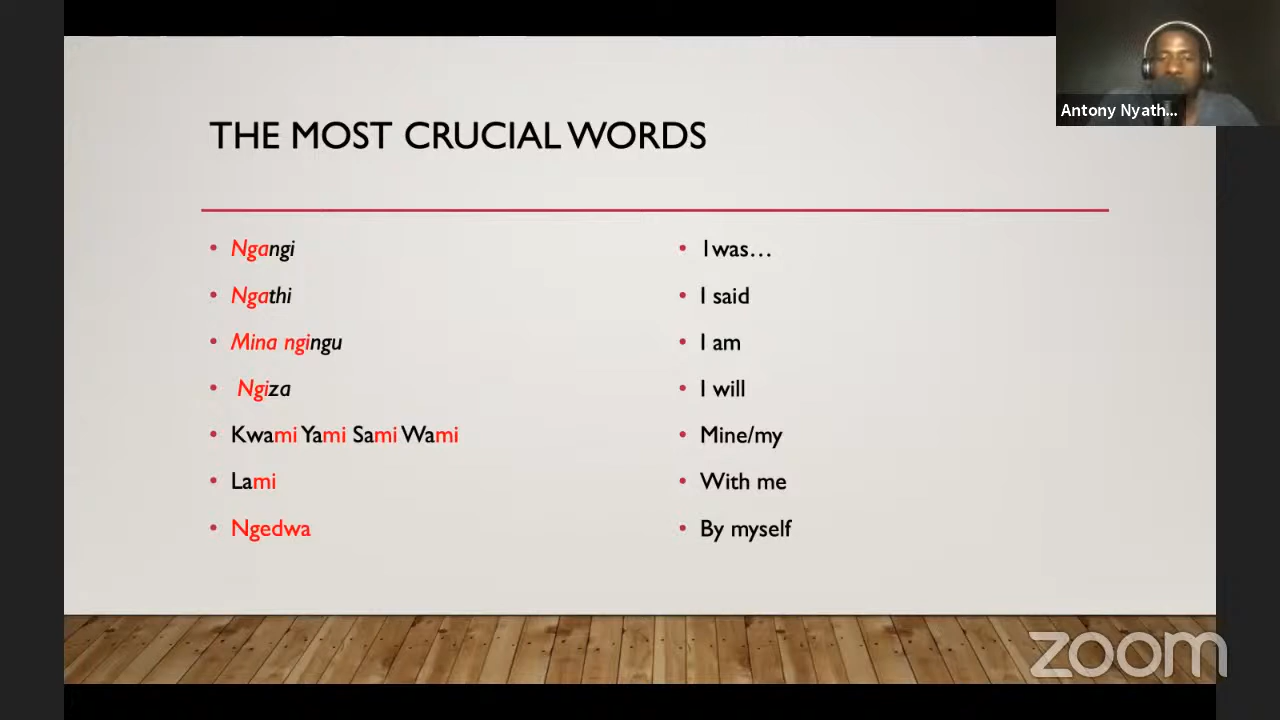 Antony Nyath...
THE MOST CRUCIAL WORDS
• Ngangi
• I was…
• Ngathi
• I said
• Mina ngingu
• I am
• Ngiza
• I will
• Kwami Yami Sami Wami
• Mine/my
• Lami
• With me
• Ngedwa
• By myself
zoom